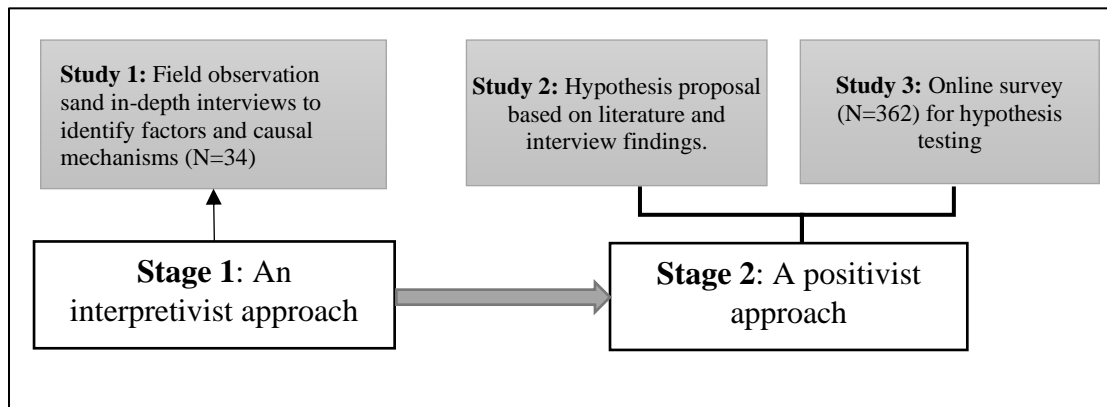 Study 1: Field observation
sand in-depth interviews to
identify factors and causal
mechanisms (N=34)
Study 2: Hypothesis proposal
based on literature and
interview findings.
Study 3: Online survey
(N=362) for hypothesis
testing
Stage 1: An
interpretivist approach
Stage 2: A positivist
approach